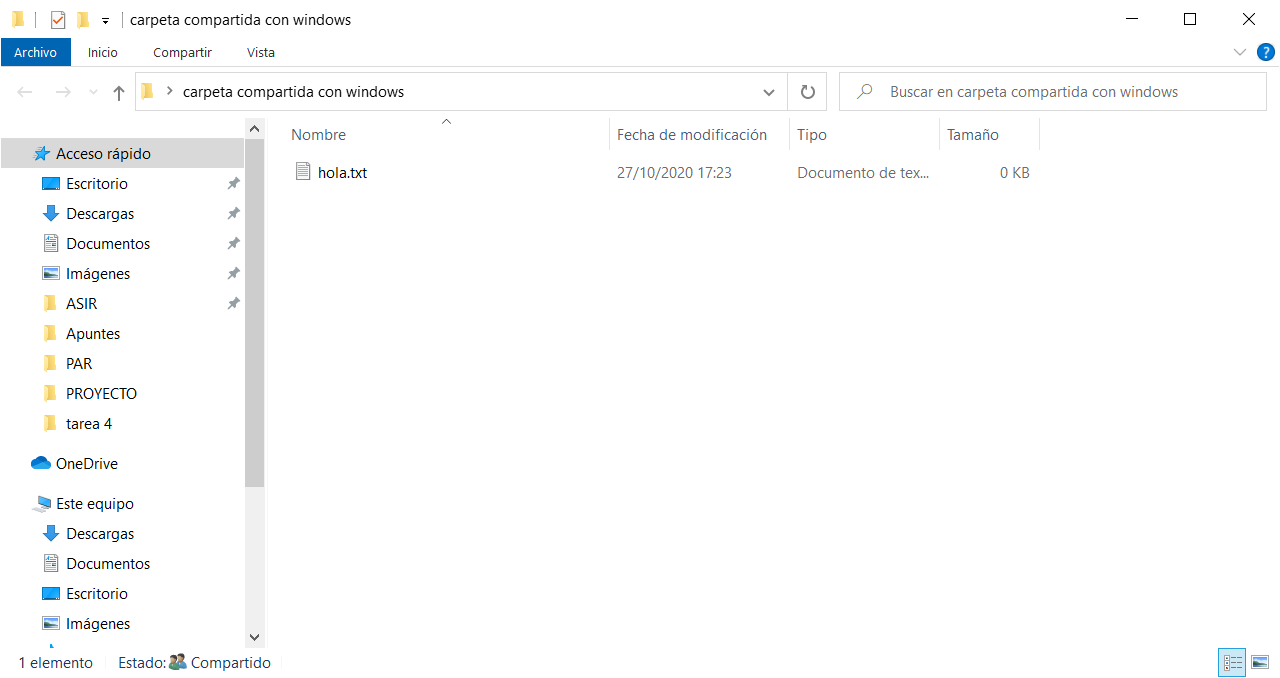 carpeta compartida con windows
Archivo Inicio Compartir Vista ?
carpeta compartida con windows Buscar en carpeta compartida con windows
Nombre Fecha de modificación Tipo Tamaño
hola.txt 27/10/2020 17:23 Documento de tex... 0 KB
Acceso rápido
Escritorio
Descargas
Documentos
Imágenes
ASIR
Apuntes
PAR
PROYECTO
tarea 4
OneDrive
Este equipo
Descargas
Documentos
Escritorio
Imágenes
1 elemento Estado: Compartido